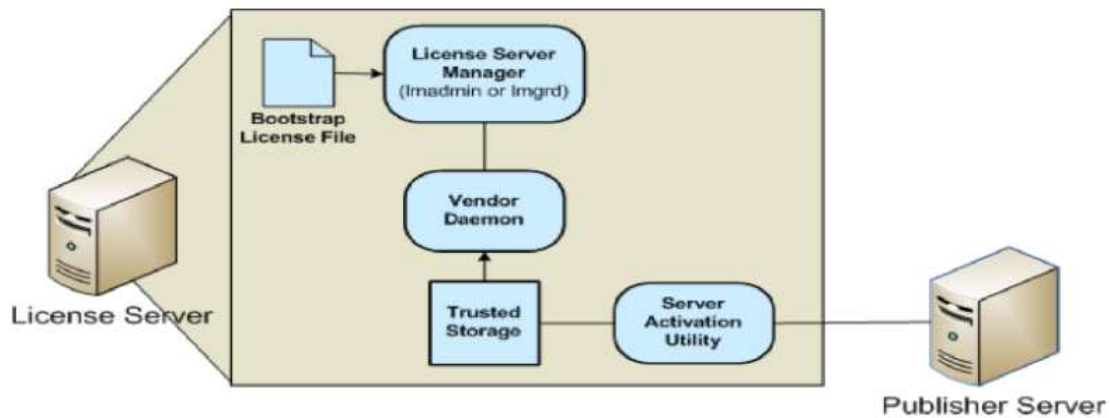 License Server
Manager
(lmadmin or lmgrd)
Bootstrap
License File
Vendor
Daemon
License Server
Trusted
Storage
Server
Activation
Utility
Publisher Server